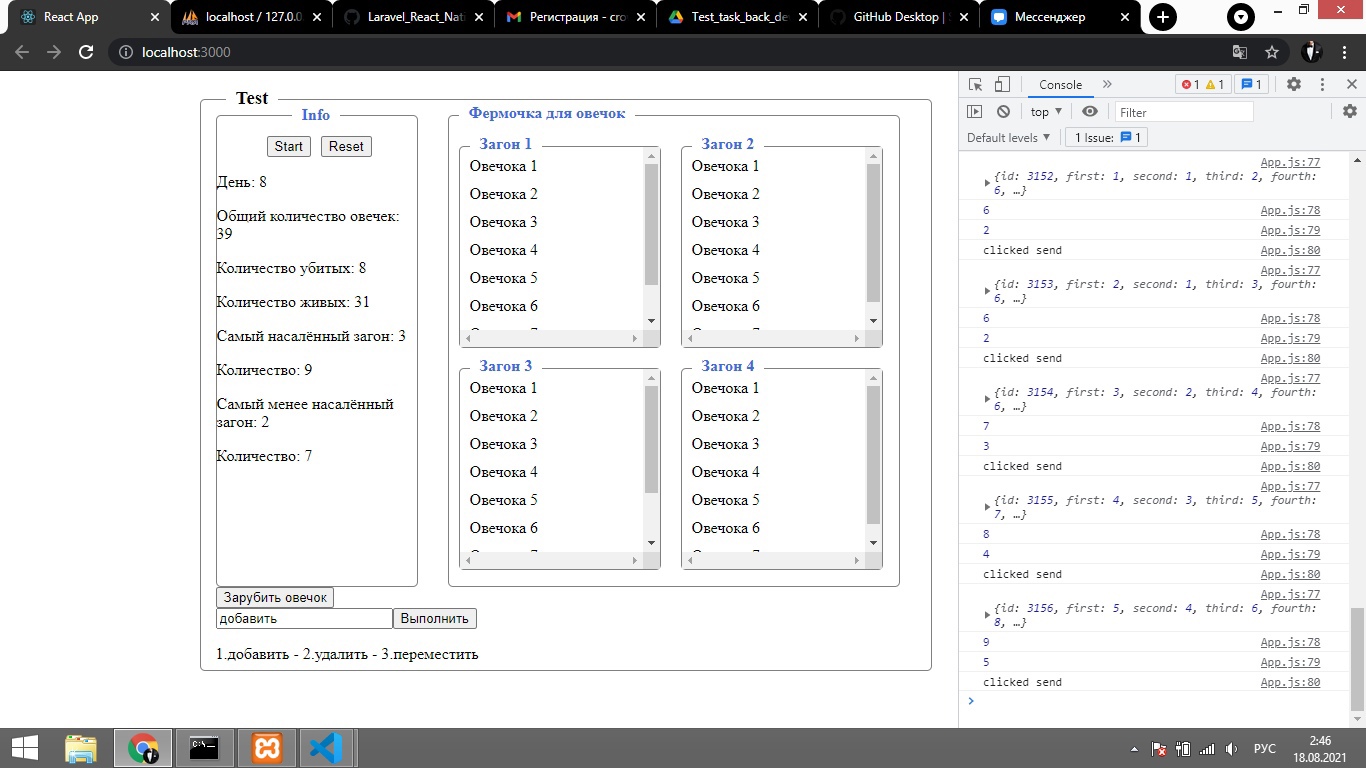 React App
localhost / 127.0.0
Laravel_React_Nati
Регистрация - cro
Test_task_back_de
GitHub Desktop | S
Мессенджер
localhost:3000
Test
Info
Start
Reset
День: 8
Общий количество овечек:
39
Количество убитых: 8
Количество живых: 31
Самый насалённый загон: 3
Количество: 9
Самый менее насалённый
загон: 2
Количество: 7
Фермочка для овечок
Загон 1
Овечока 1
Овечока 2
Овечока 3
Овечока 4
Овечока 5
Овечока 6
Загон 2
Овечока 1
Овечока 2
Овечока 3
Овечока 4
Овечока 5
Овечока 6
Загон 3
Овечока 1
Овечока 2
Овечока 3
Овечока 4
Овечока 5
Овечока 6
Загон 4
Овечока 1
Овечока 2
Овечока 3
Овечока 4
Овечока 5
Овечока 6
Зарубить овечок
добавить
Выполнить
1.добавить - 2.удалить - 3.переместить
Console
1
1
1
top
Filter
Default levels
1 Issue: 1
App.js:77
{id: 3152, first: 1, second: 1, third: 2, fourth:
6, …}
6 App.js:78
2 App.js:79
clicked send App.js:80
App.js:77
{id: 3153, first: 2, second: 1, third: 3, fourth:
6, …}
6 App.js:78
2 App.js:79
clicked send App.js:80
App.js:77
{id: 3154, first: 3, second: 2, third: 4, fourth:
6, …}
7 App.js:78
3 App.js:79
clicked send App.js:80
App.js:77
{id: 3155, first: 4, second: 3, third: 5, fourth:
7, …}
8 App.js:78
4 App.js:79
clicked send App.js:80
App.js:77
{id: 3156, first: 5, second: 4, third: 6, fourth:
8, …}
9 App.js:78
5 App.js:79
clicked send App.js:80
РУС
2:46
18.08.2021